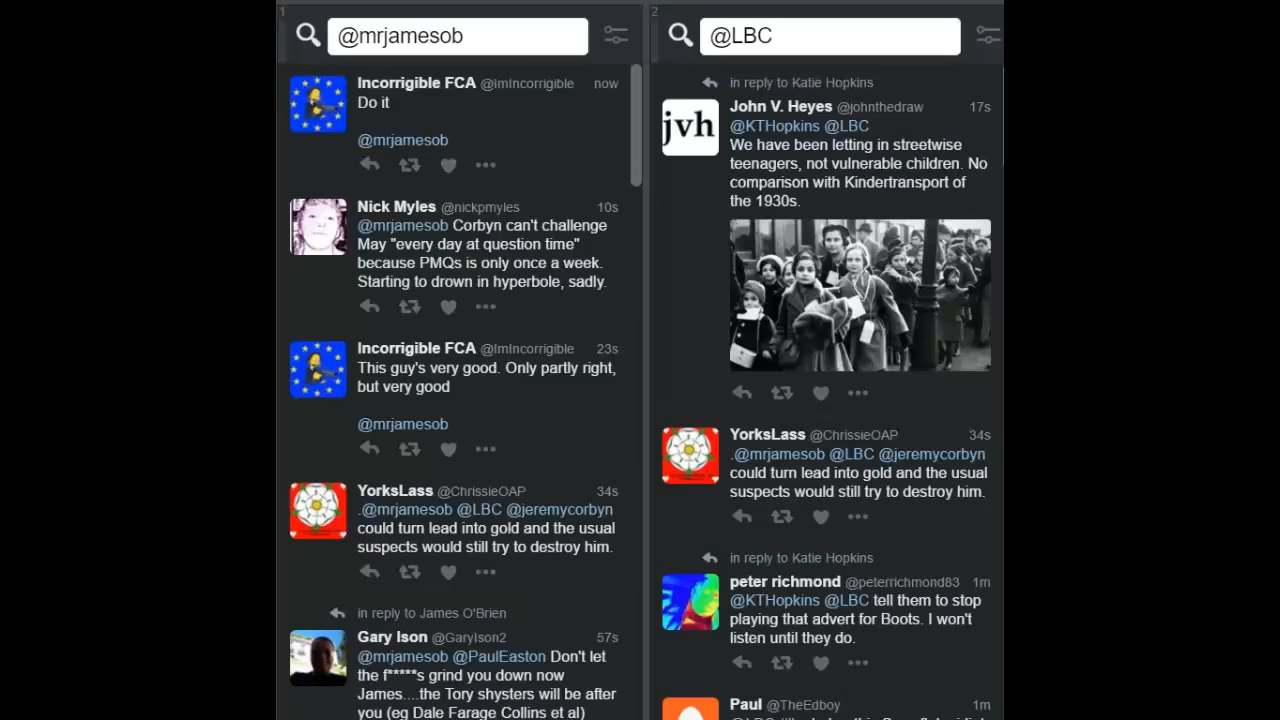 1
@mrjamesob
Incorrigible FCA @ImIncorrigible now
Do it
@mrjamesob
Nick Myles @nickpmyles 10s
@mrjamesob Corbyn can't challenge
May "every day at question time"
because PMQs is only once a week.
Starting to drown in hyperbole, sadly.
Incorrigible FCA @ImIncorrigible 23s
This guy's very good. Only partly right,
but very good
@mrjamesob
YorksLass @ChrissieOAP 34s
.@mrjamesob @LBC @jeremycorbyn
could turn lead into gold and the usual
suspects would still try to destroy him.
in reply to James O'Brien
Gary Ison @GaryIson2 57s
@mrjamesob @PaulEaston Don't let
the f*****s grind you down now
James....the Tory shysters will be after
you (eg Dale Farage Collins et al)
2
@LBC
in reply to Katie Hopkins
John V. Heyes @johnthedraw 17s
jvh
@KTHopkins @LBC
We have been letting in streetwise
teenagers, not vulnerable children. No
comparison with Kindertransport of
the 1930s.
YorksLass @ChrissieOAP 34s
.@mrjamesob @LBC @jeremycorbyn
could turn lead into gold and the usual
suspects would still try to destroy him.
in reply to Katie Hopkins
peter richmond @peterrichmond83 1m
@KTHopkins @LBC tell them to stop
playing that advert for Boots. I won't
listen until they do.
Paul @TheEdboy 1m